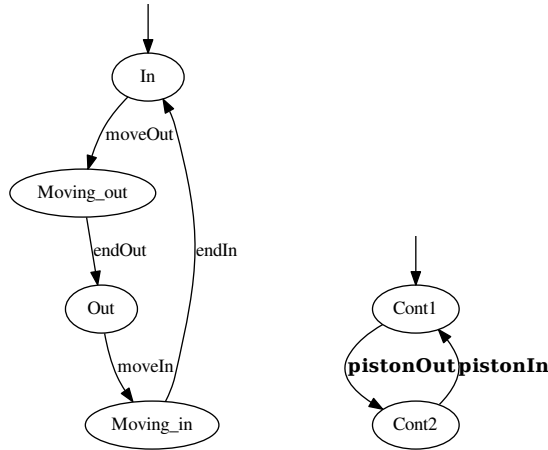 In
moveOut
Moving_out
endOut
endIn
Out
moveIn
Moving_in
Cont1
pistonOut
pistonIn
Cont2